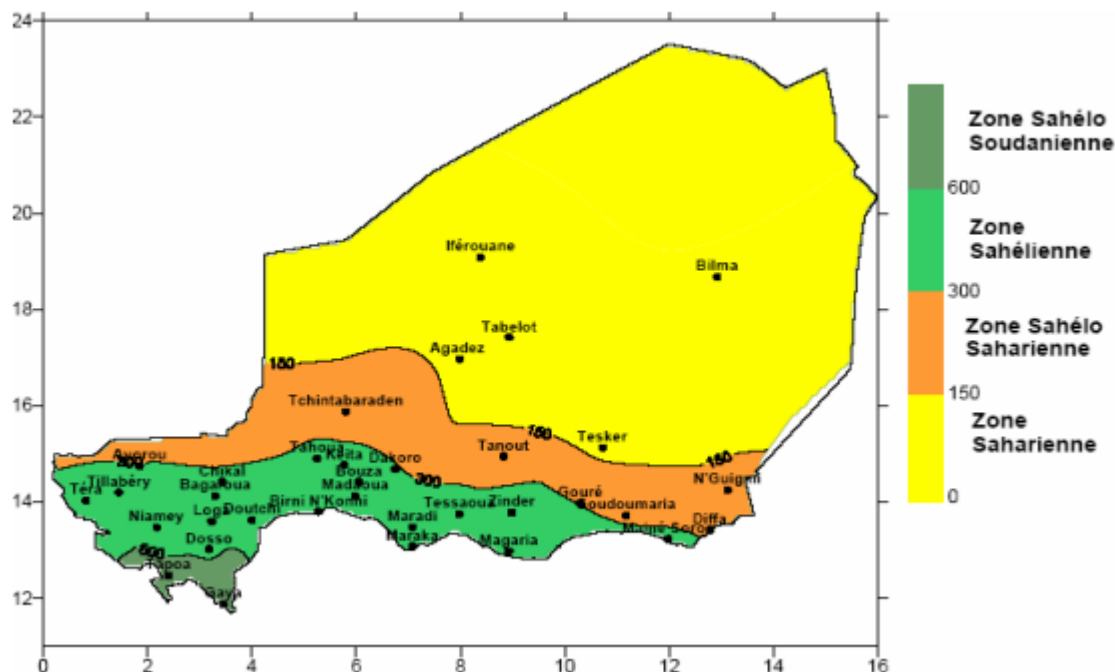 24
22
20
18
16
14
12
0
2
4
6
8
10
12
14
16
Iférouane
Bilma
Tabelot
Agadez
150
Tchintabaraden
150
Tesker
Tanout
150
Ayorou
Tahoua
Keita
Dakoro
300
Chikal
Bouza
300
N'Guigmi
Tillabéry
Téra
Bagaroua
Madaoua
Gouré
Birni N'Konni
Tessaoua
Zinder
Loga
Doutchi
Niamey
Maradi
Diffa
Maraka
Dosso
Magaria
600
Gaya
Zone Sahélo
Soudanienne
600
Zone
Sahélienne
300
Zone Sahélo
Saharienne
150
Zone
Saharienne
0